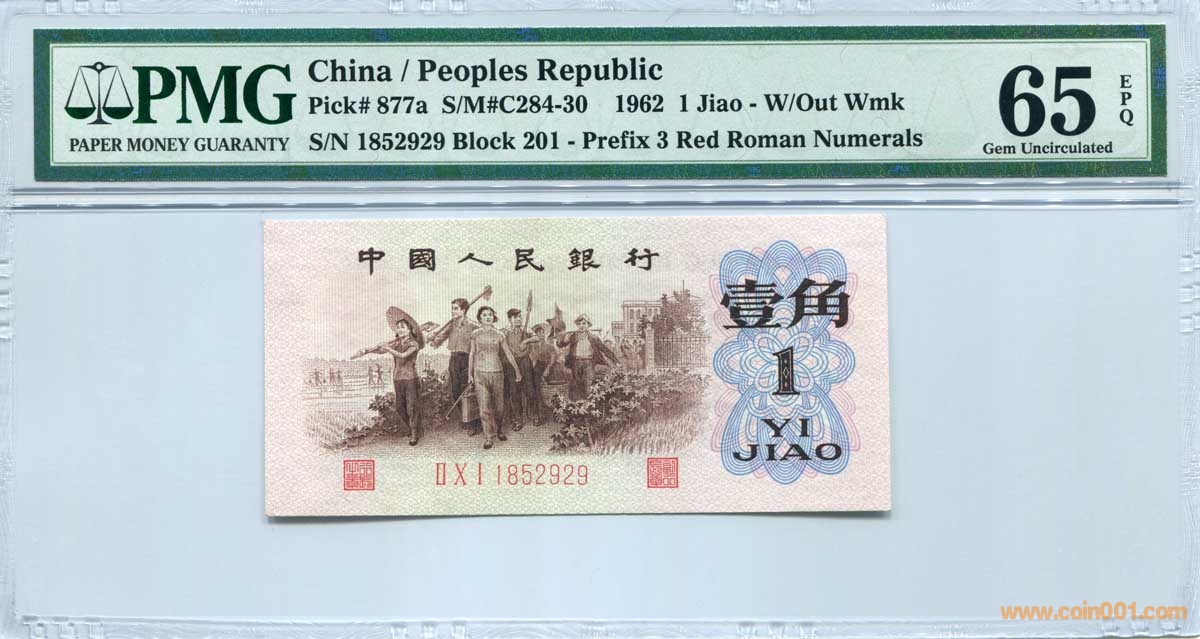 PMG
PAPER MONEY GUARANTY
China / Peoples Republic
Pick# 877a S/M#C284-30 1962 1 Jiao - W/Out Wmk
S/N 1852929 Block 201 - Prefix 3 Red Roman Numerals
65
EPQ
Gem Uncirculated
中國人民銀行
壹角
1
YI
JIAO
ⅡⅩⅠ1852929
www.coin001.com